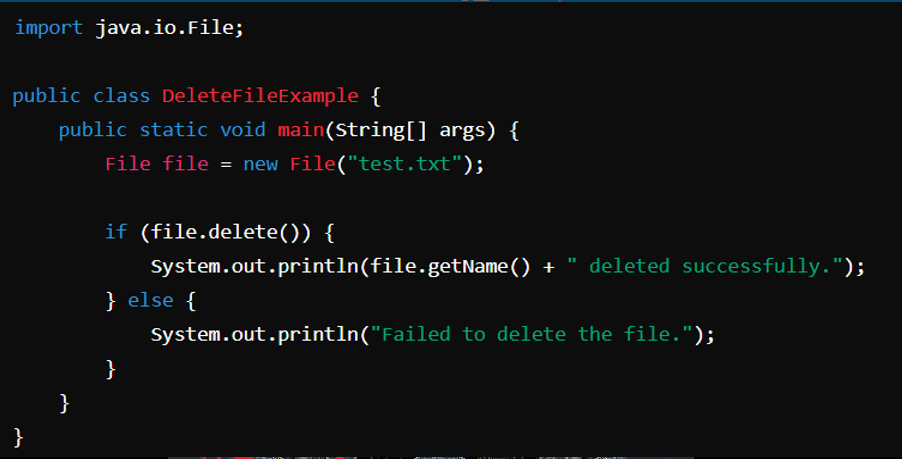 import java.io.File;
public class DeleteFileExample {
public static void main(String[] args) {
File file = new File("test.txt");
if (file.delete()) {
System.out.println(file.getName() + " deleted successfully.");
} else {
System.out.println("Failed to delete the file.");
}
}
}